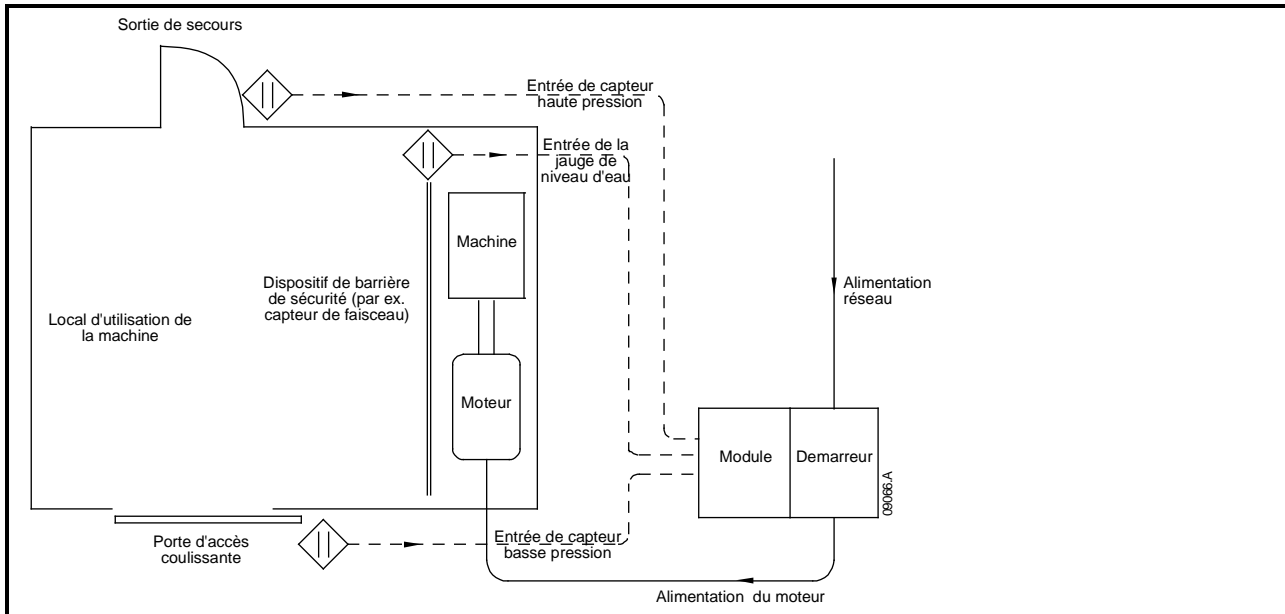 Sortie de secours
Entrée de capteur
haute pression
Entrée de la
jauge de
niveau d'eau
Machine
Dispositif de barrière
de sécurité (par ex.
capteur de faisceau)
Alimentation
réseau
Local d'utilisation de
la machine
Moteur
Module
Demarreur
09066.A
Porte d'accès
coulissante
Entrée de capteur
basse pression
Alimentation du moteur